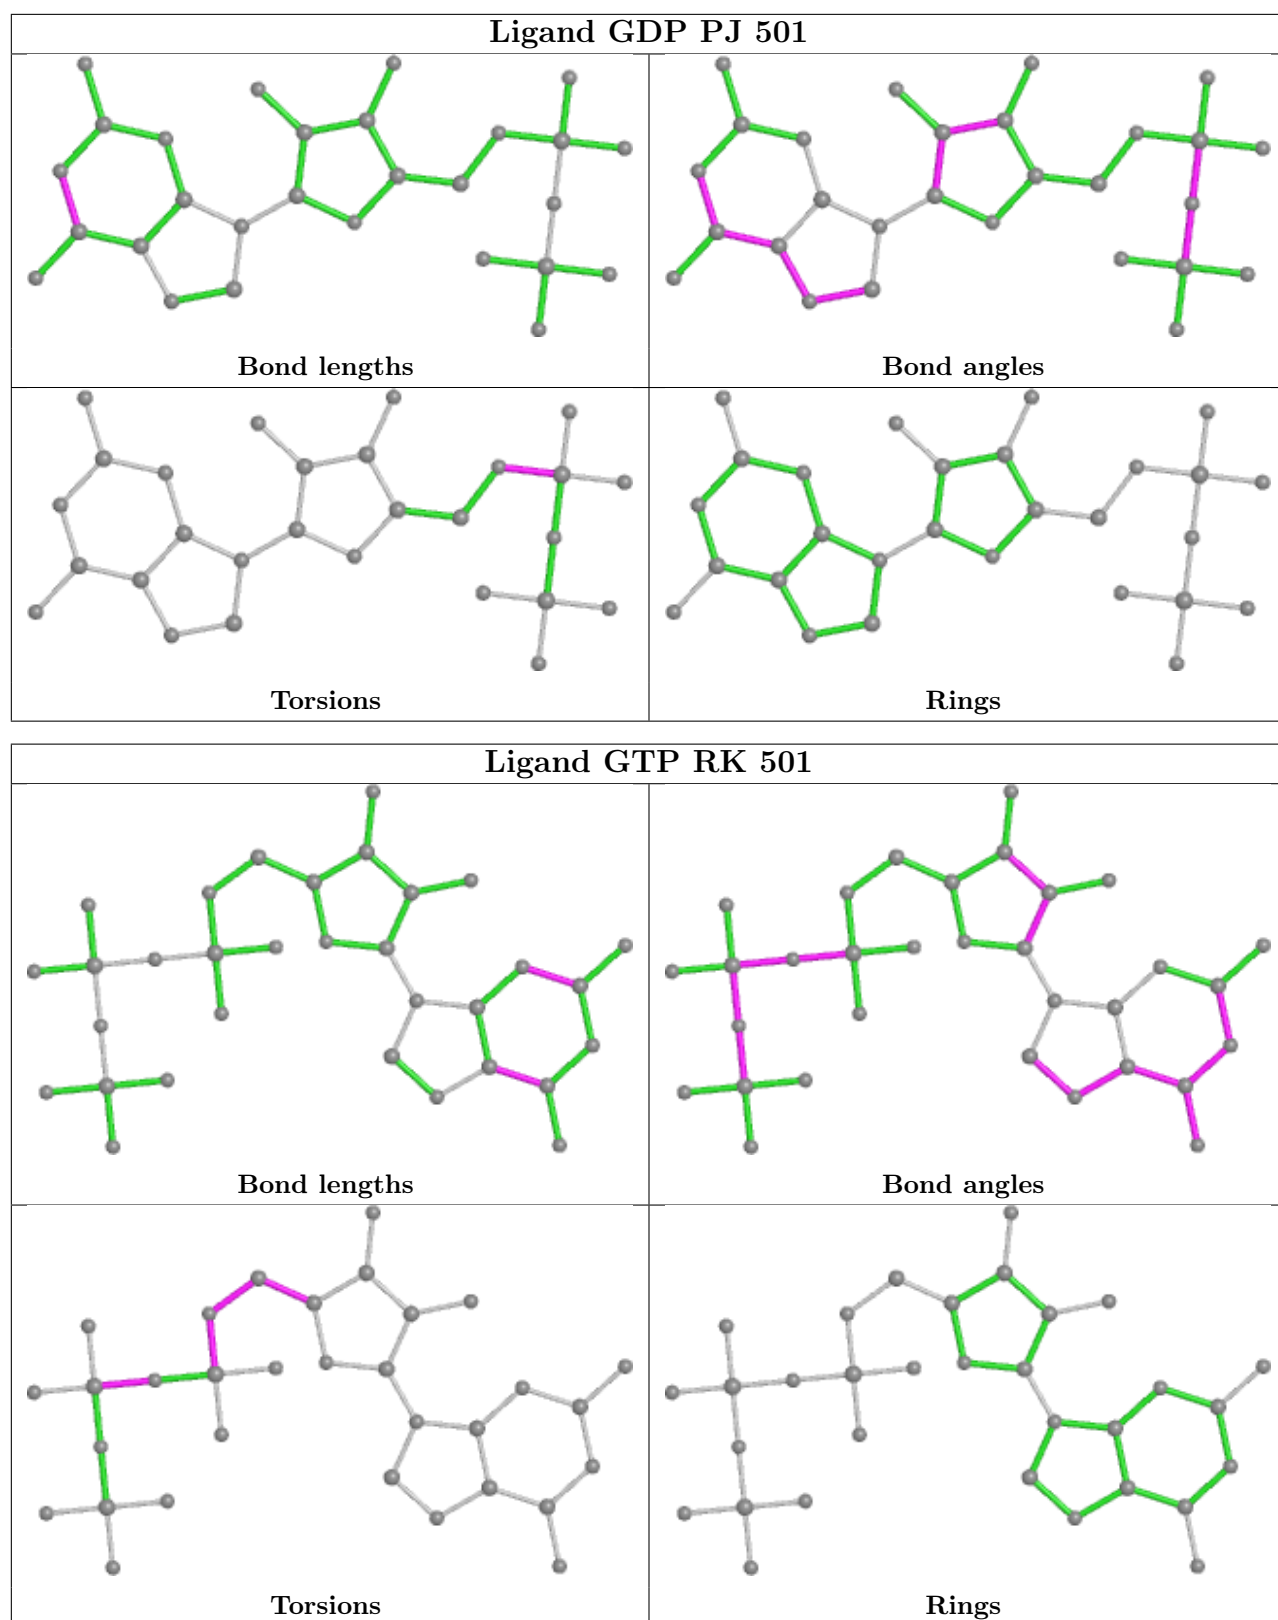 Ligand GDP PJ 501
Bond lengths
Bond angles
Torsions
Rings
Ligand GTP RK 501
Bond lengths
Bond angles
Torsions
Rings